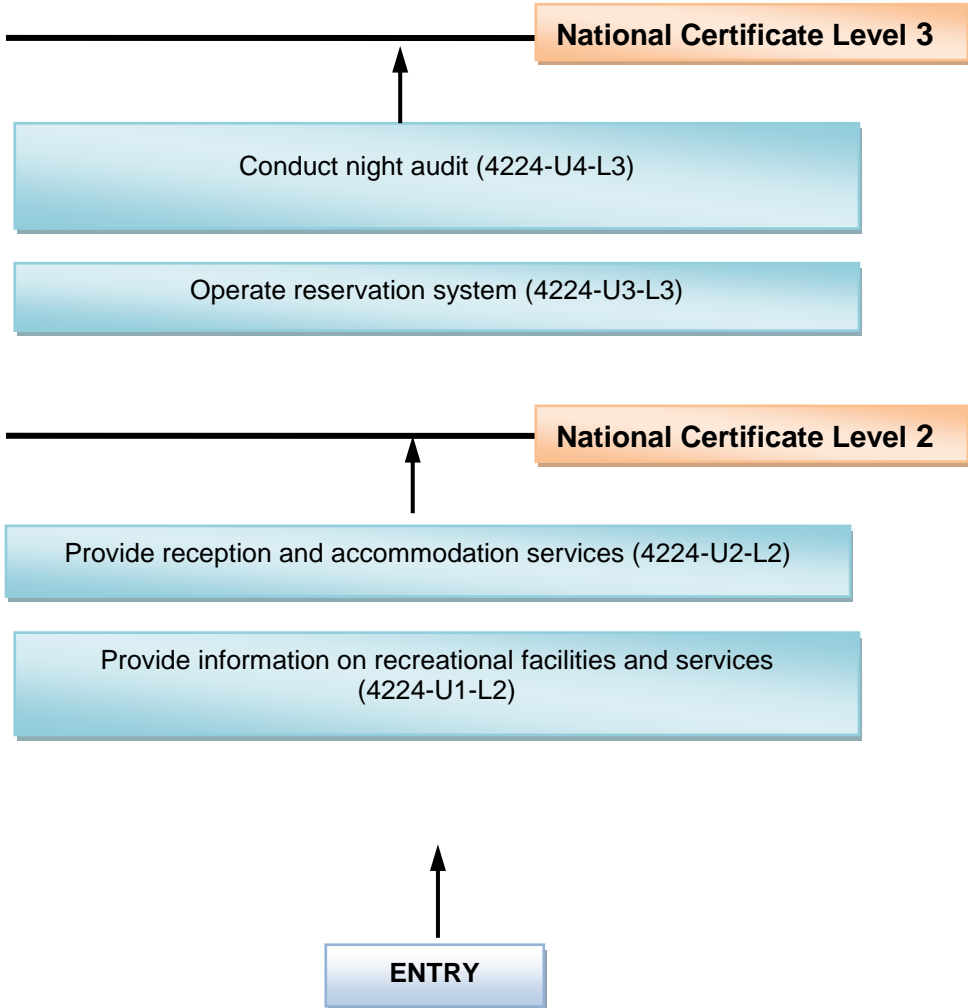 National Certificate Level 3
Conduct night audit (4224-U4-L3)
Operate reservation system (4224-U3-L3)
National Certificate Level 2
Provide reception and accommodation services (4224-U2-L2)
Provide information on recreational facilities and services
(4224-U1-L2)
ENTRY